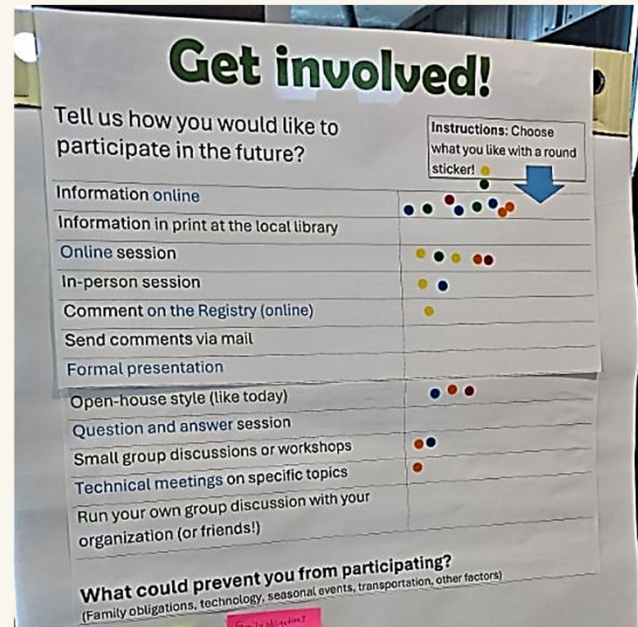 Get involved!
Tell us how you would like to
participate in the future?
Instructions: Choose
what you like with a round
sticker!
Information online
Information in print at the local library
Online session
In-person session
Comment on the Registry (online)
Send comments via mail
Formal presentation
Open-house style (like today)
Question and answer session
Small group discussions or workshops
Technical meetings on specific topics
Run your own group discussion with your
organization (or friends!)
What could prevent you from participating?
(Family obligations, technology, seasonal events, transportation, other factors)